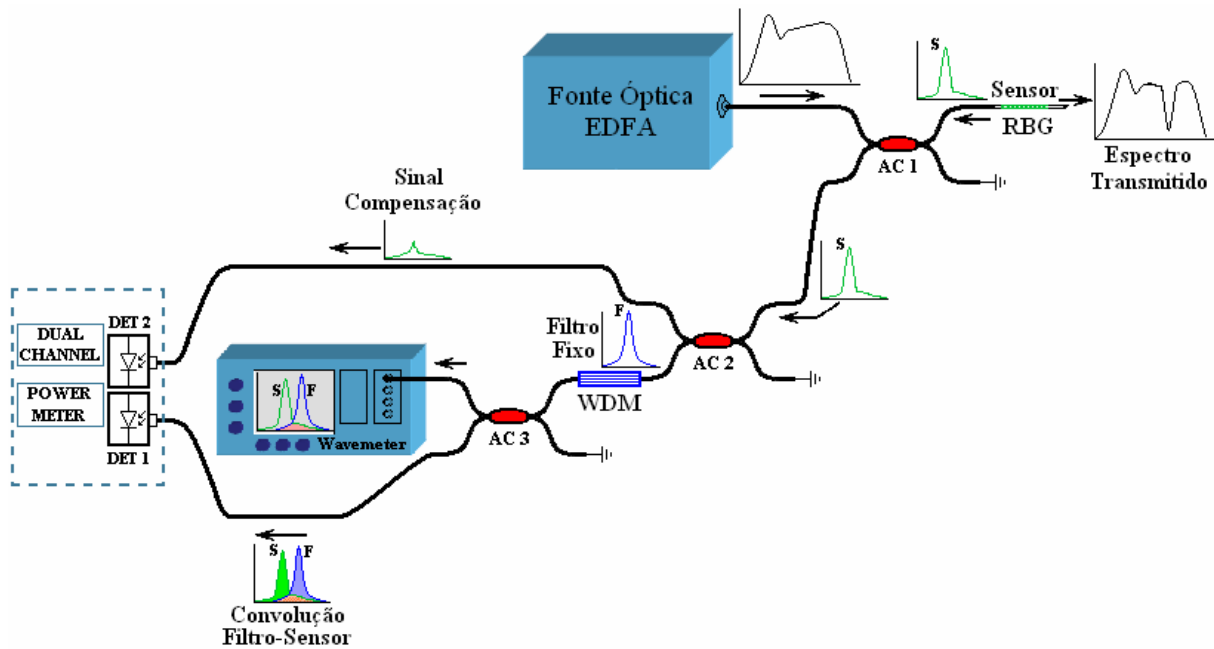 Fonte Óptica
EDFA
S
Sensor
RBG
AC 1
Espectro
Transmitido
Sinal
Compensação
S
DET 2
DUAL
CHANNEL
POWER
METER
DET 1
F
Filtro
Fixo
AC 2
WDM
S F
Wavemeter
AC 3
S F
Convolução
Filtro-Sensor